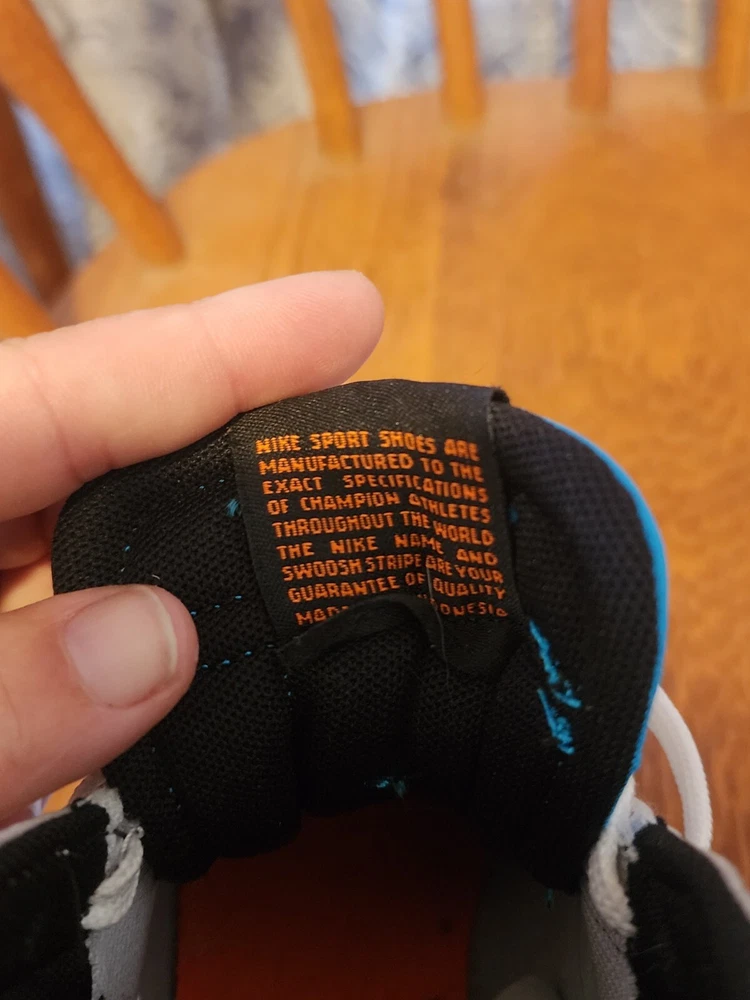 NIKE SPORT SHOES ARE
MANUFACTURED TO THE
EXACT SPECIFICATIONS
OF CHAMPION ATHLETES
THROUGHOUT THE WORLD
THE NIKE NAME AND
SWOOSH STRIPE ARE YOUR
GUARANTEE OF QUALITY